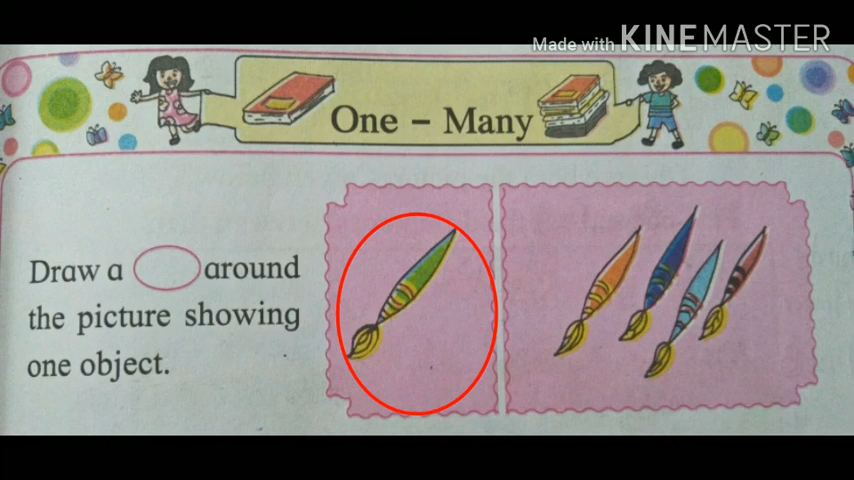 Made with KINEMASTER
One – Many
Draw a around
the picture showing
one object.